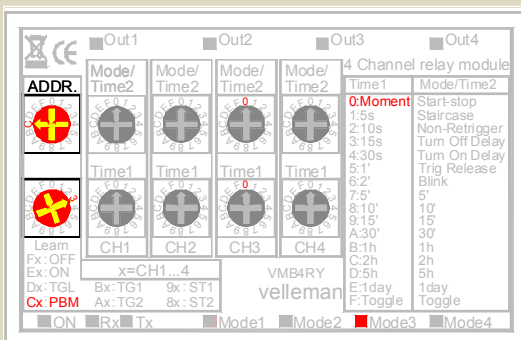 Out1 Out2 Out3 Out4
CE
4 Channel relay module
ADDR.
Mode/ Time2 Mode/ Time2 Mode/ Time2 Mode/ Time2
Time1 Time1 Time1 Time1
CH1 CH2 CH3 CH4
Time1 Mode/Time2
0:Moment Start-stop
1:5s Staircase
2:10s Non-Retrigger
3:15s Turn Off Delay
4:30s Turn On Delay
5:1' Trig Release
6:2' Blink
7:5' 5'
8:10' 10'
9:15' 15'
A:30' 30'
B:1h 1h
C:2h 2h
D:5h 5h
E:1day 1day
F:Toggle Toggle
Learn
Fx:OFF
Ex:ON
Dx:TGL
Cx:PBM
x=CH1...4
Bx:TG1 9x:ST1
Ax:TG2 8x:ST2
VMB4RY
velleman
ON Rx Tx Mode1 Mode2 Mode3 Mode4